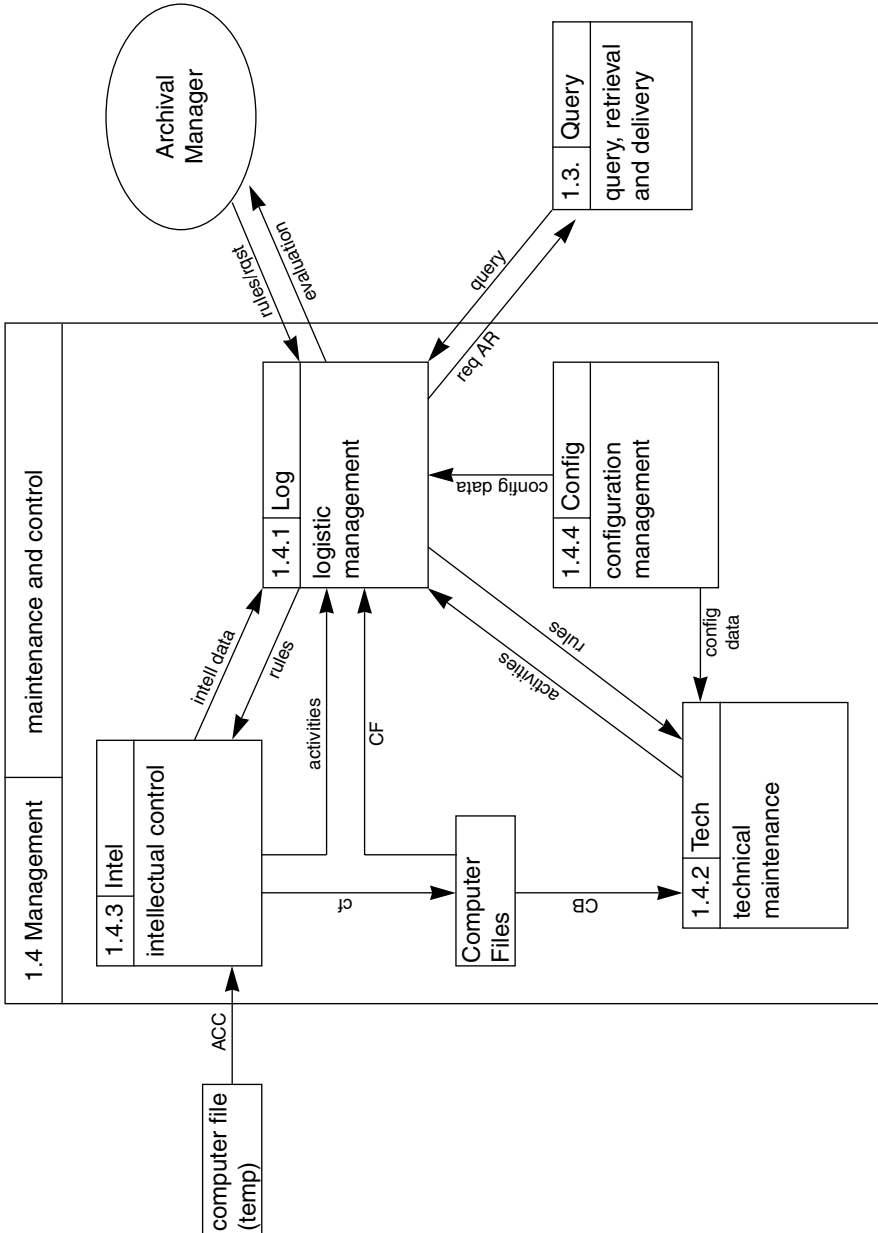 1.4 Management
maintenance and control
computer file
(temp)
ACC
1.4.3
Intel
intellectual control
intell data
rules
activities
cf
CF
Computer
Files
CB
1.4.1
Log
logistic
management
rules/rqst
evaluation
Archival
Manager
query
req AR
1.3.
Query
query, retrieval
and delivery
config data
1.4.4
Config
configuration
management
config
data
rules
activities
1.4.2
Tech
technical
maintenance